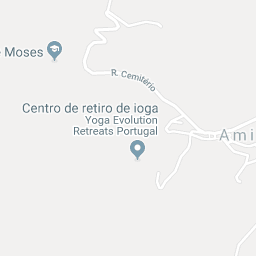 Moses
R. Cemitério
Centro de retiro de ioga
Yoga Evolution
Retreats Portugal
Ami